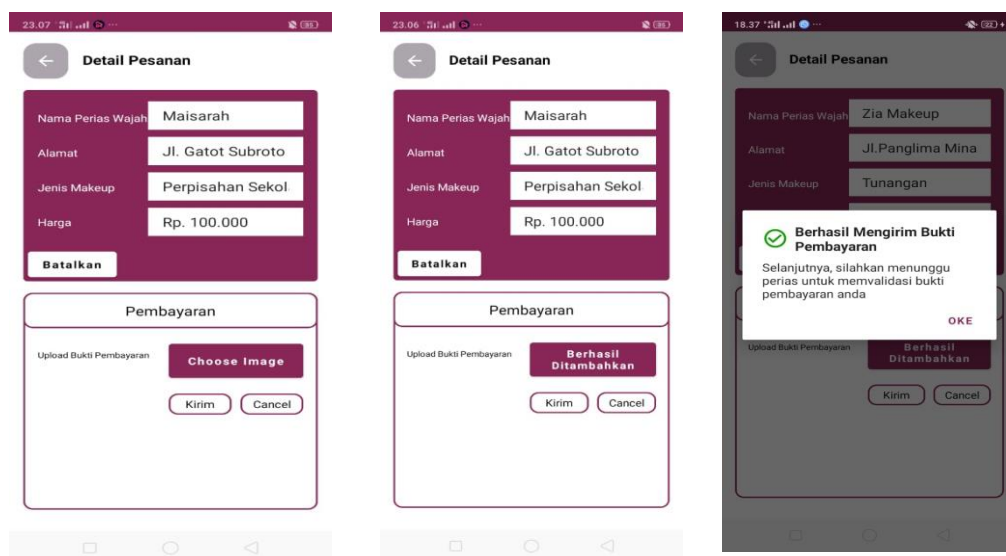 23.07
85
Detail Pesanan
Nama Perias Wajah Maisarah
Alamat Jl. Gatot Subroto
Jenis Makeup Perpisahan Sekol
Harga Rp. 100.000
Batalkan
Pembayaran
Upload Bukti Pembayaran Choose Image
Kirim Cancel
23.06
Detail Pesanan
Nama Perias Wajah Maisarah
Alamat Jl. Gatot Subroto
Jenis Makeup Perpisahan Sekol
Harga Rp. 100.000
Batalkan
Pembayaran
Upload Bukti Pembayaran Berhasil
Ditambahkan
Kirim Cancel
18.37
22
Detail Pesanan
Nama Perias Wajah Zia Makeup
Alamat Jl.Panglima Mina
Jenis Makeup Tunangan
Berhasil Mengirim Bukti
Pembayaran
Selanjutnya, silahkan menunggu
perias untuk memvalidasi bukti
pembayaran anda
OKE
Upload Bukti Pembayaran Berhasil
Ditambahkan
Kirim Cancel